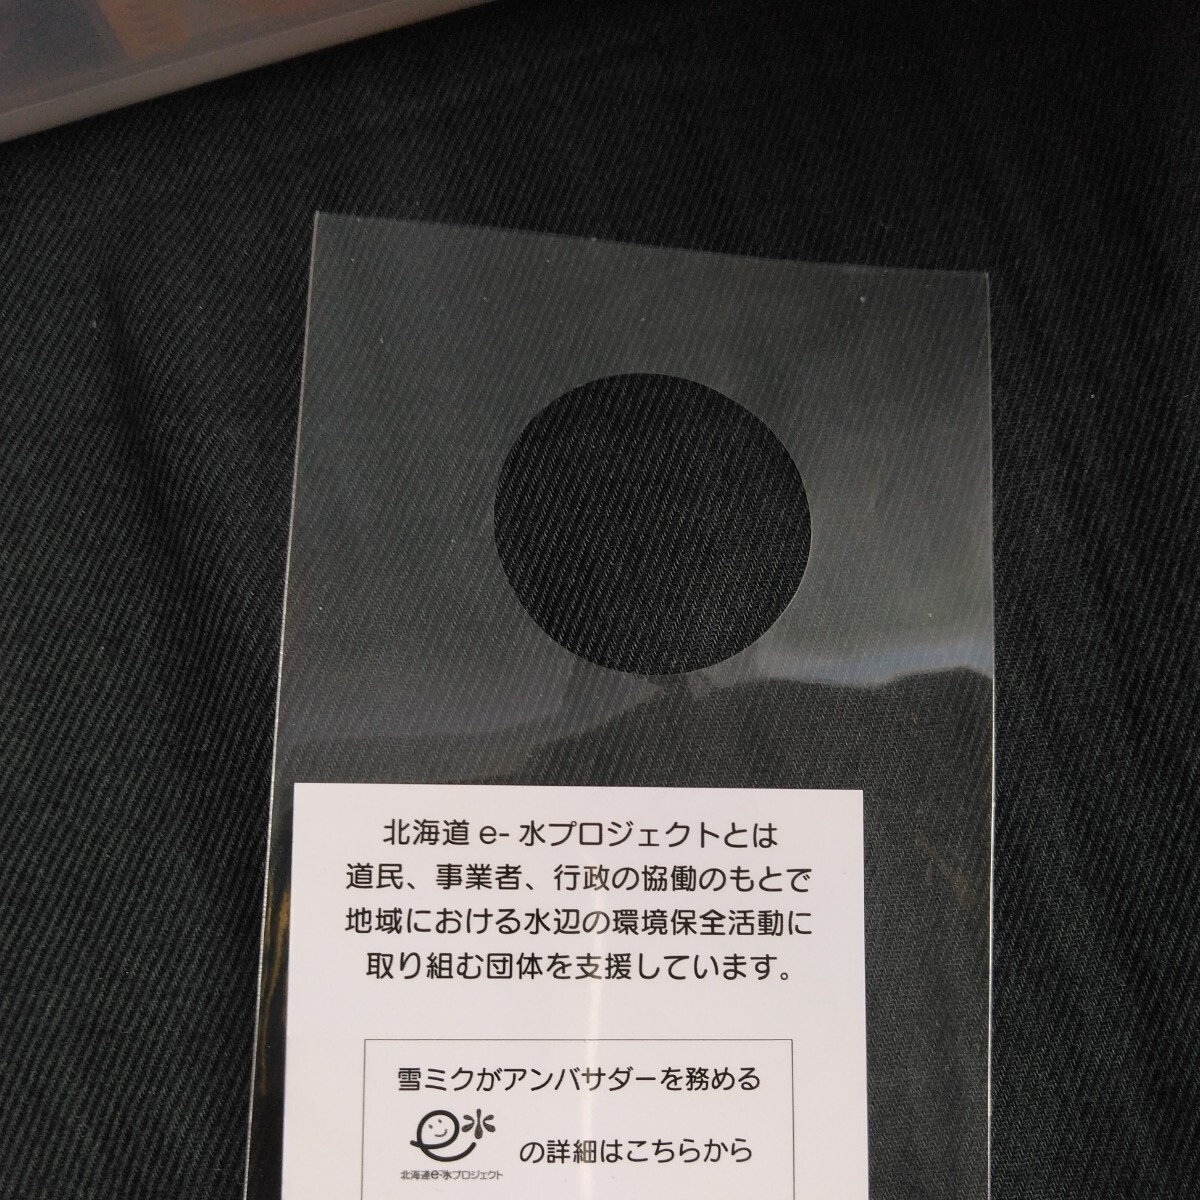 北海道 e- 水プロジェクトとは
道民、事業者、行政の協働のもとで
地域における水辺の環境保全活動に
取り組む団体を支援しています。
雪ミクがアンバサダーを務める
e水
北海道e-水プロジェクト
の詳細はこちらから